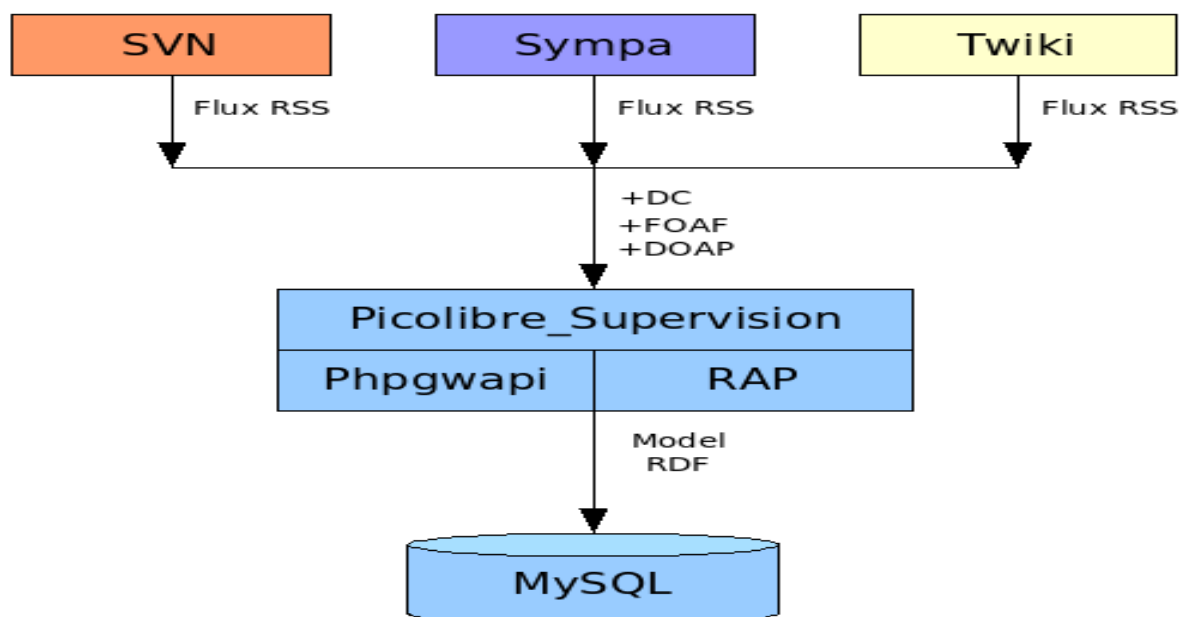 SVN
Sympa
Twiki
Flux RSS
Flux RSS
Flux RSS
+DC
+FOAF
+DOAP
Picolibre_Supervision
Phpgwapi
RAP
Model
RDF
MySQL